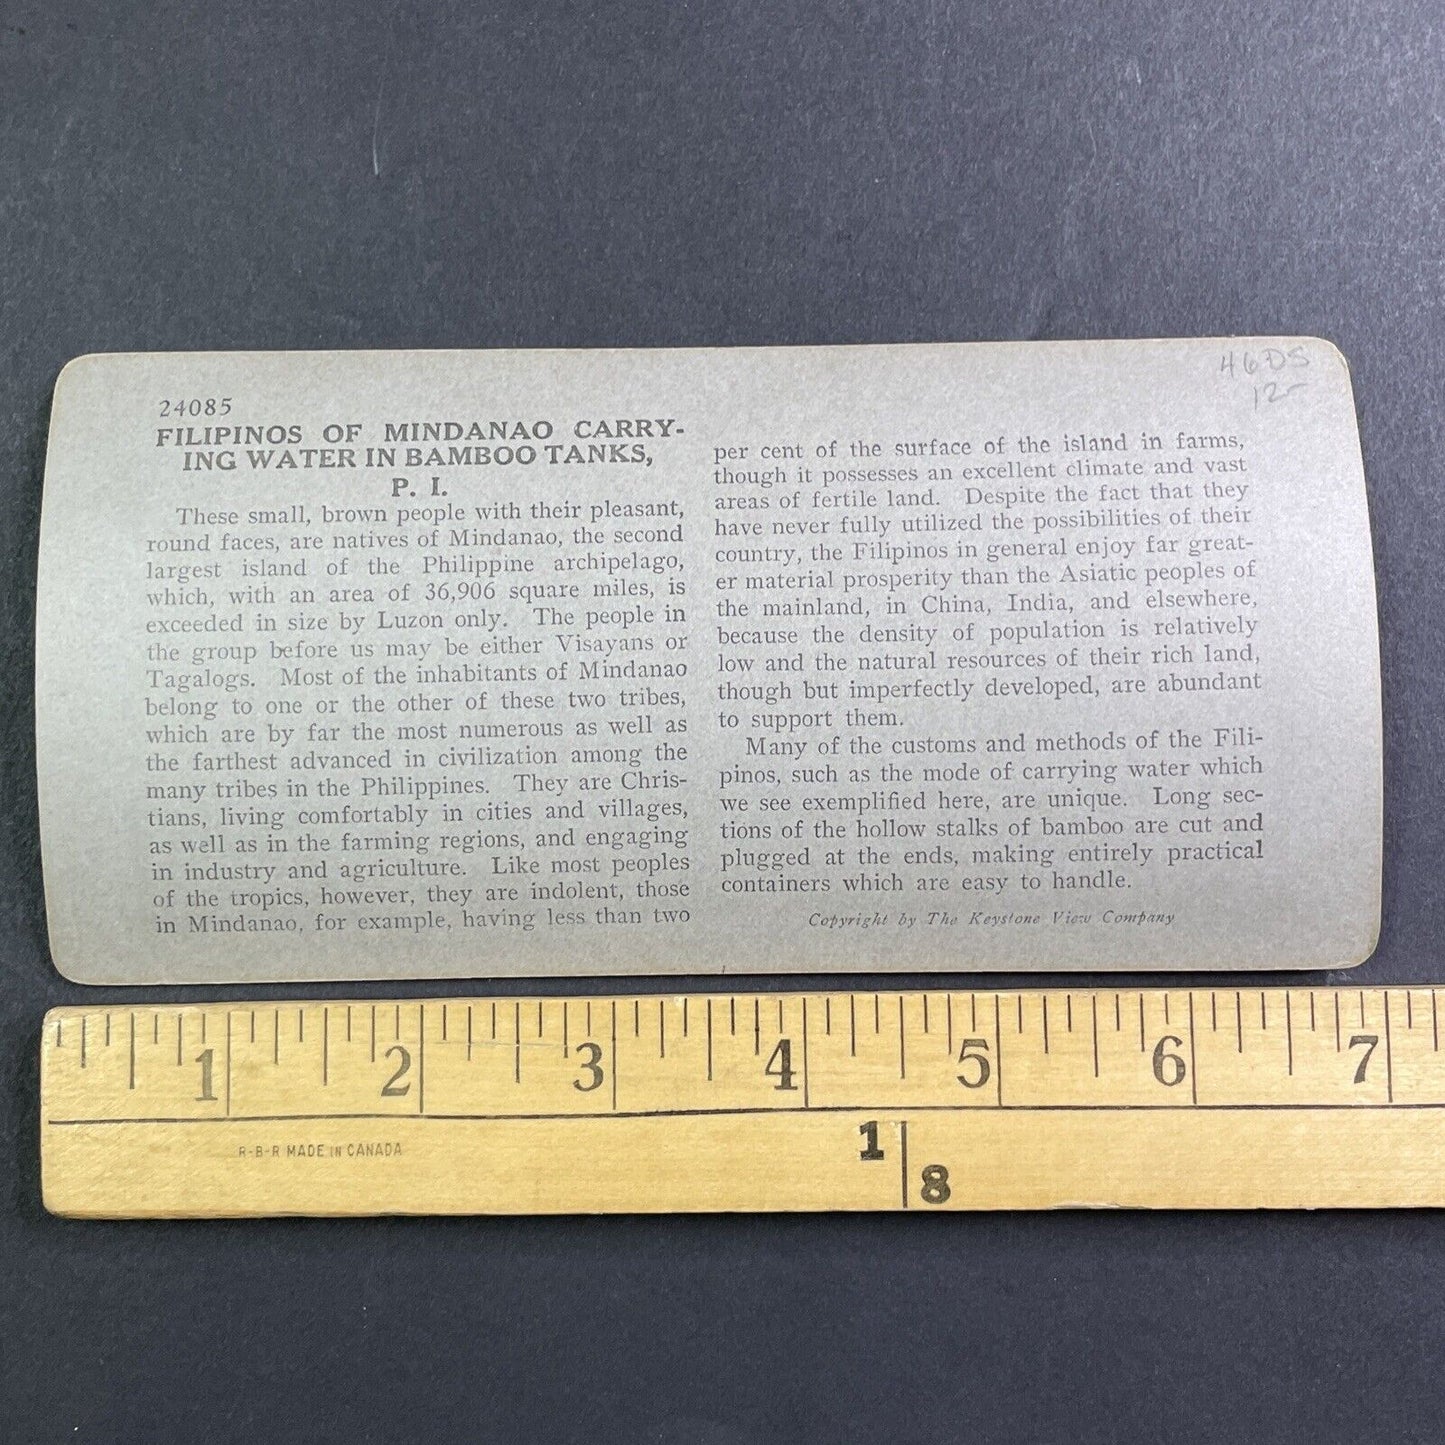 24085
FILIPINOS OF MINDANAO CARRY-
ING WATER IN BAMBOO TANKS,
P. I.
These small, brown people with their pleasant,
round faces, are natives of Mindanao, the second
largest island of the Philippine archipelago,
which, with an area of 36,906 square miles, is
exceeded in size by Luzon only. The people in
the group before us may be either Visayans or
Tagalogs. Most of the inhabitants of Mindanao
belong to one or the other of these two tribes,
which are by far the most numerous as well as
the farthest advanced in civilization among the
many tribes in the Philippines. They are Chris-
tians, living comfortably in cities and villages,
as well as in the farming regions, and engaging
in industry and agriculture. Like most peoples
of the tropics, however, they are indolent, those
in Mindanao, for example, having less than two
46DS
12-
per cent of the surface of the island in farms,
though it possesses an excellent climate and vast
areas of fertile land. Despite the fact that they
have never fully utilized the possibilities of their
country, the Filipinos in general enjoy far great-
er material prosperity than the Asiatic peoples of
the mainland, in China, India, and elsewhere,
because the density of population is relatively
low and the natural resources of their rich land,
though but imperfectly developed, are abundant
to support them.
Many of the customs and methods of the Fili-
pinos, such as the mode of carrying water which
we see exemplified here, are unique. Long sec-
tions of the hollow stalks of bamboo are cut and
plugged at the ends, making entirely practical
containers which are easy to handle.
Copyright by The Keystone View Company
1 2 3 4 5 6 7
R-B-R MADE IN CANADA
1
8